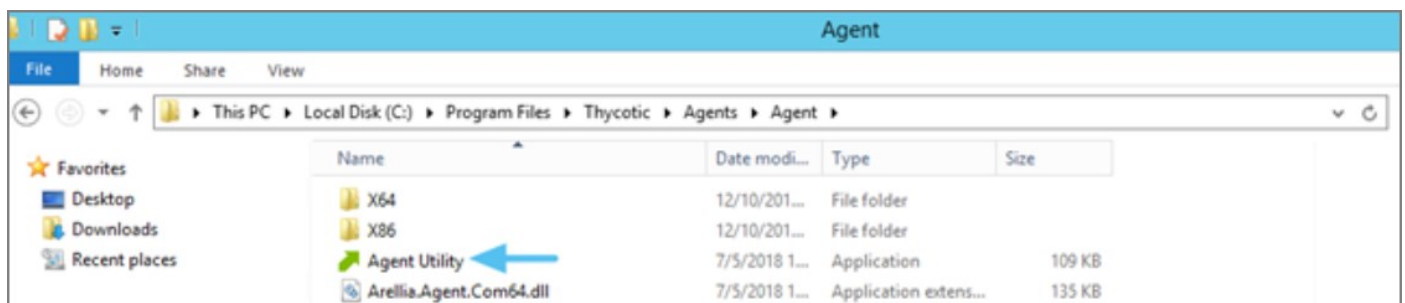 Agent
File Home Share View
This PC Local Disk (C:) Program Files Thycotic Agents Agent
Favorites
Desktop
Downloads
Recent places
Name Date modi... Type Size
X64 12/10/201... File folder
X86 12/10/201... File folder
Agent Utility 7/5/2018 1... Application 109 KB
Arellia.Agent.Com64.dll 7/5/2018 1... Application extens... 135 KB